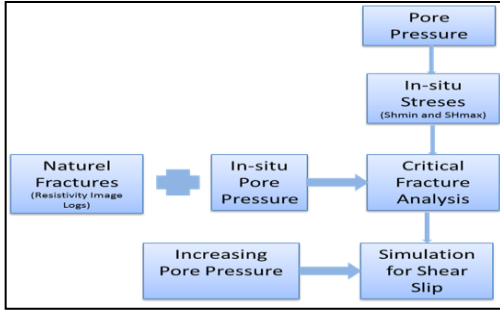 Pore
Pressure
In-situ
Streses
(Shmin and SHmax)
Naturel
Fractures
(Resistivity Image
Logs)
In-situ
Pore
Pressure
Critical
Fracture
Analysis
Increasing
Pore Pressure
Simulation
for Shear
Slip